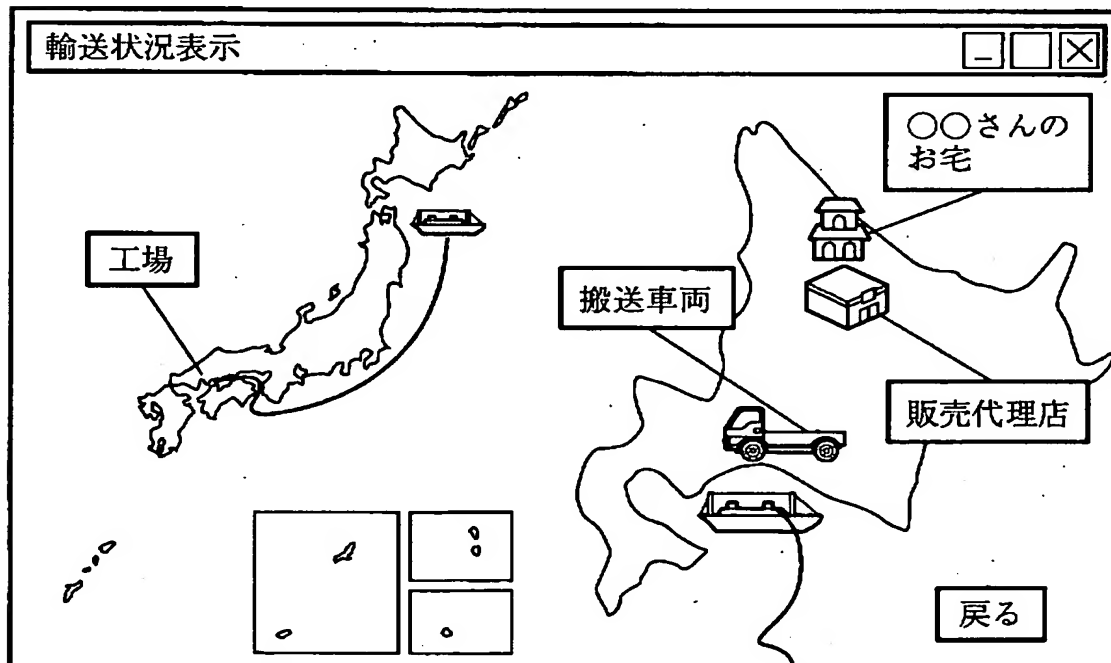 輸送状況表示
○○さんの
お宅
工場
搬送車両
販売代理店
戻る